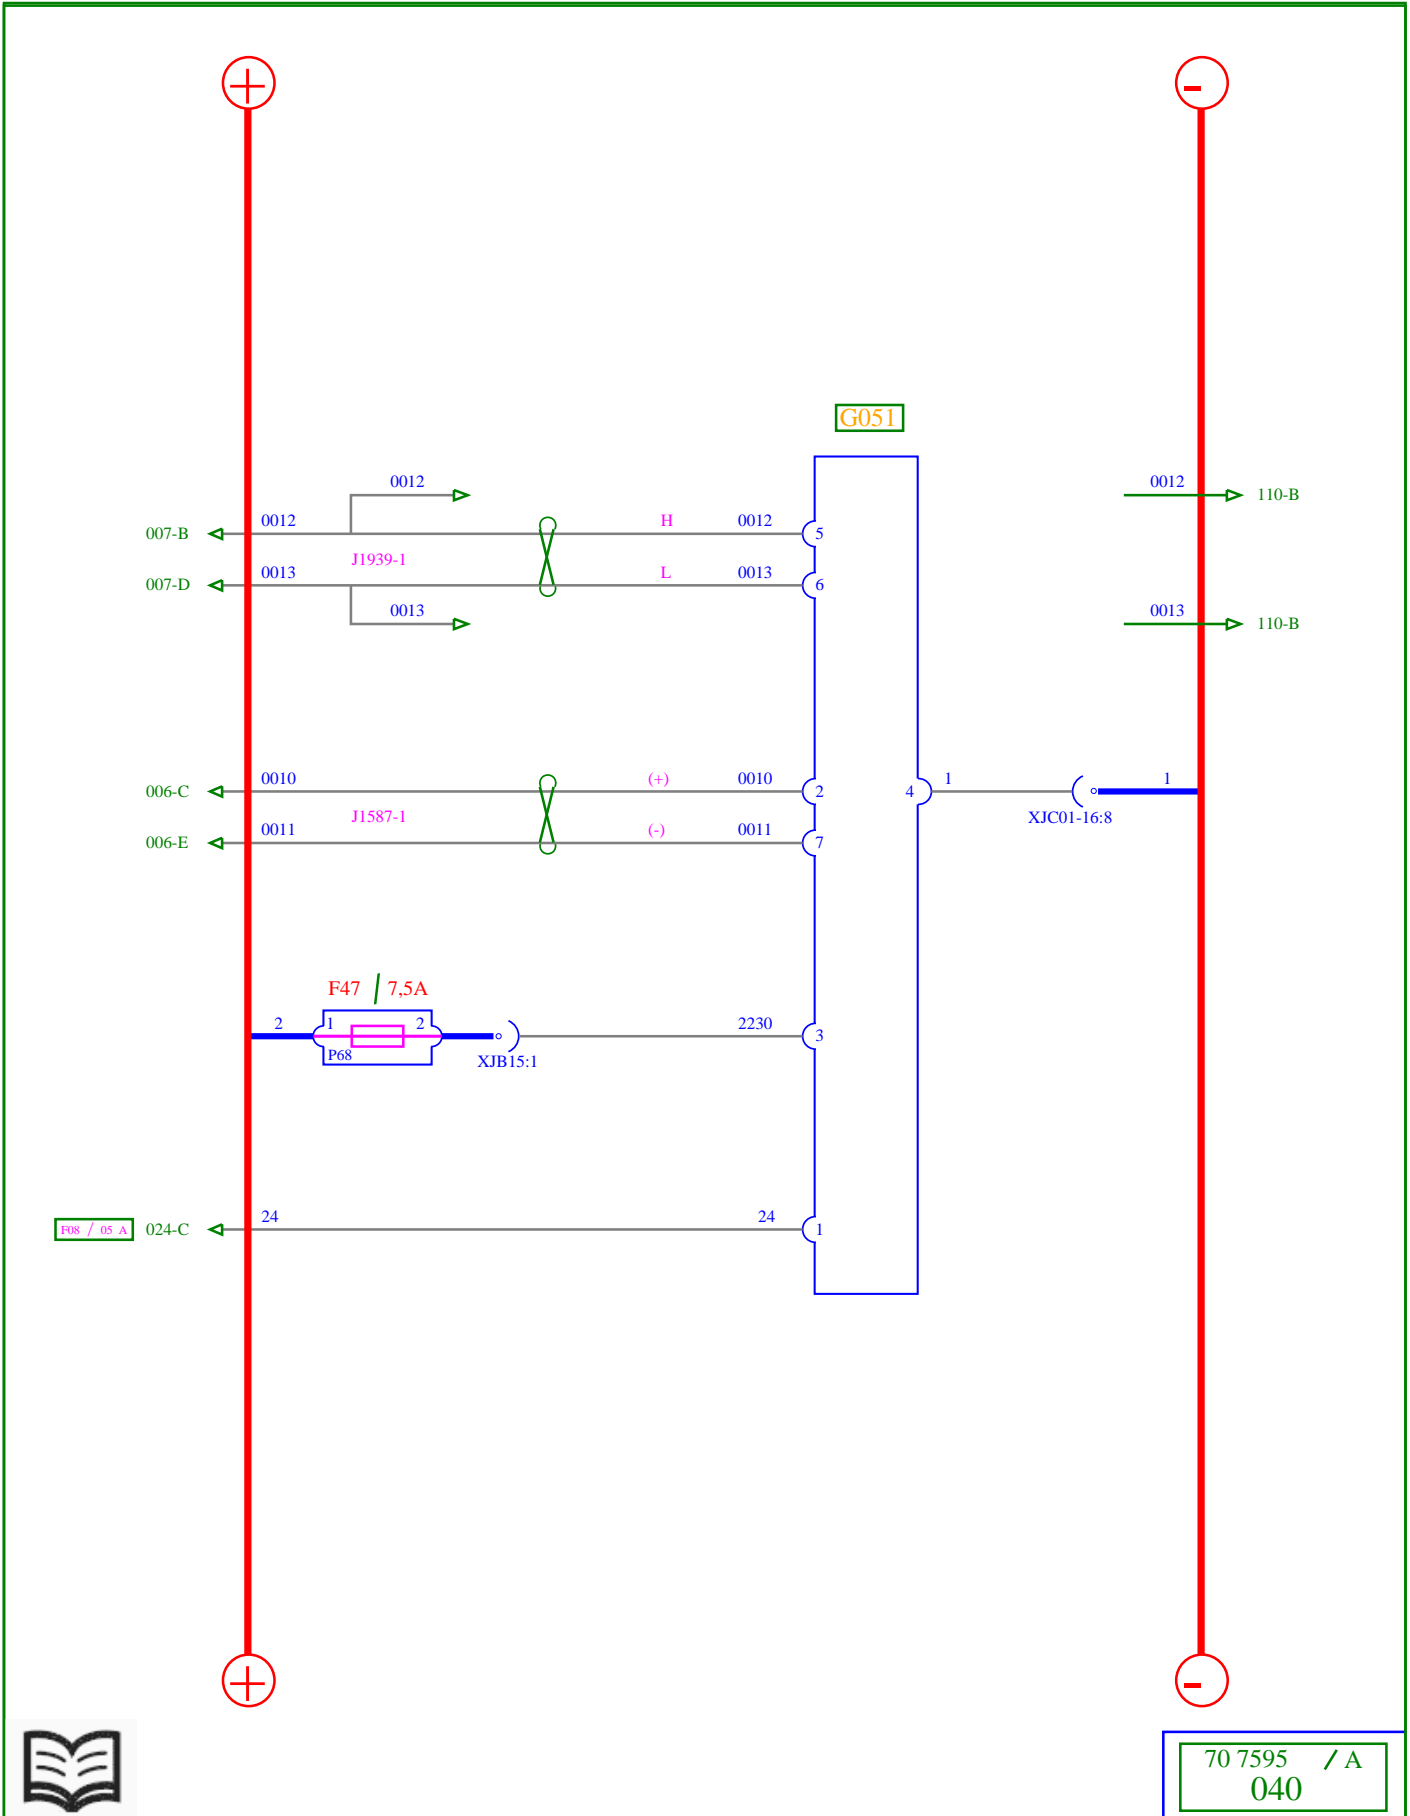 G051
0012
0012
110-B
007-B
0012
H
0012
5
J1939-1
007-D
0013
L
0013
6
0013
0013
110-B
006-C
0010
(+)
0010
2
4
1
1
XJC01-16:8
J1587-1
006-E
0011
(-)
0011
7
F47 / 7,5A
2
1
2
2230
3
P68
XJB15:1
F08 / 05 A
024-C
24
24
1
70 7595 / A
040